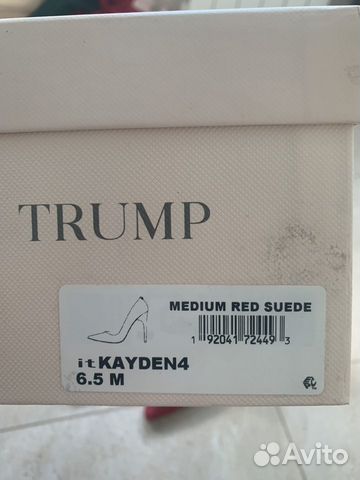 TRUMP
MEDIUM RED SUEDE
1 92041 72449 3
itKAYDEN4
6.5 M
Avito